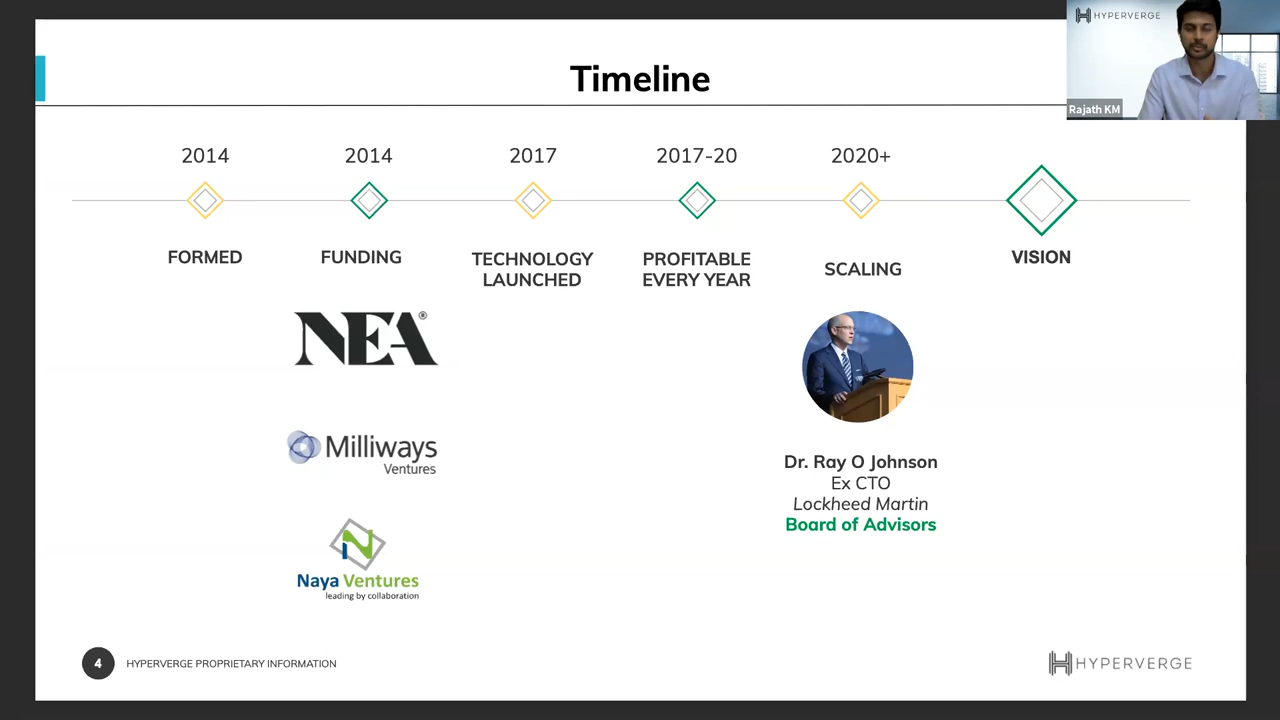 HYPERVERGE
Rajath KM
Timeline
2014
2014
2017
2017-20
2020+
FORMED
FUNDING
TECHNOLOGY
LAUNCHED
PROFITABLE
EVERY YEAR
SCALING
VISION
NEA®
Milliways
Ventures
Naya Ventures
leading by collaboration
Dr. Ray O Johnson
Ex CTO
Lockheed Martin
Board of Advisors
4
HYPERVERGE PROPRIETARY INFORMATION
HYPERVERGE